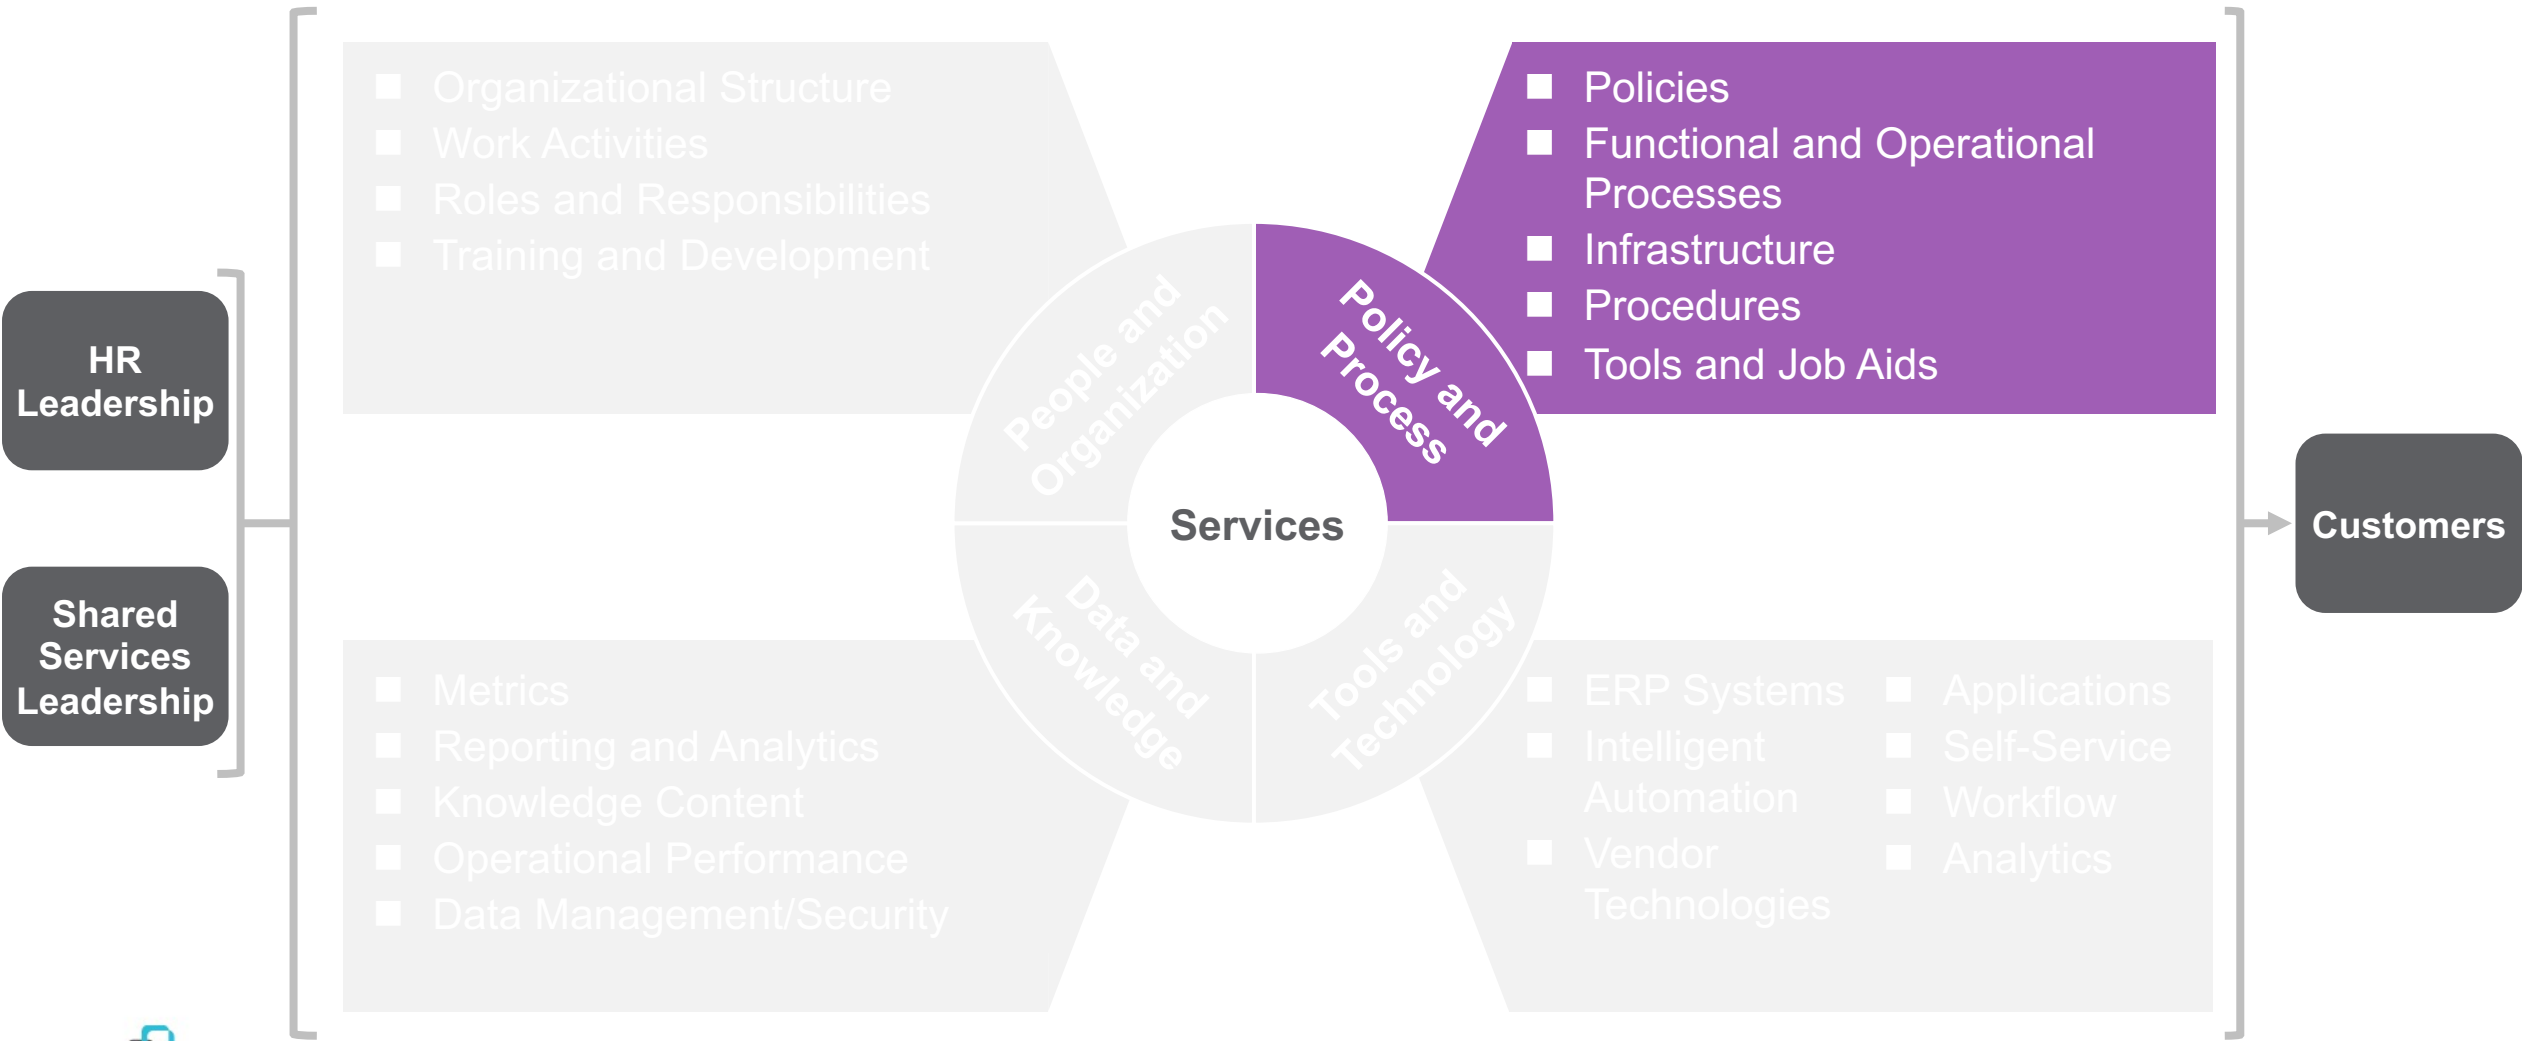 Organizational Structure
Work Activities
Roles and Responsibilities
Training and Development
Policies
Functional and Operational
Processes
Infrastructure
Procedures
Tools and Job Aids
HR
Leadership
Shared
Services
Leadership
People and
Organization
Policy and
Process
Services
Data and
Knowledge
Tools and
Technology
Customers
Metrics
Reporting and Analytics
Knowledge Content
Operational Performance
Data Management/Security
ERP Systems
Intelligent
Automation
Vendor
Technologies
Applications
Self-Service
Workflow
Analytics